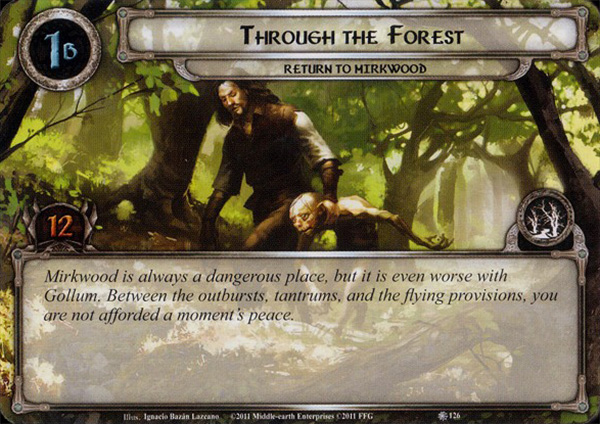 1B
THROUGH THE FOREST
RETURN TO MIRKWOOD
12
Mirkwood is always a dangerous place, but it is even worse with
Gollum. Between the outbursts, tantrums, and the flying provisions, you
are not afforded a moment's peace.
Illus. Ignacio Bazán Lazcano ©2011 Middle-earth Enterprises ©2011 FFG 126